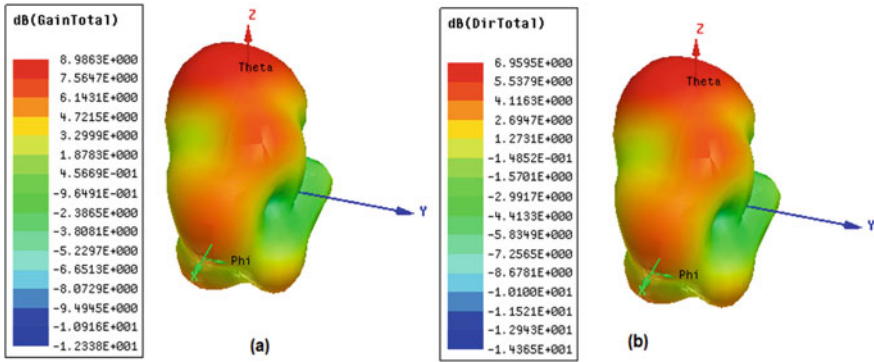 dB(GainTotal)
8.9863E+000
7.5647E+000
6.1431E+000
4.7215E+000
3.2999E+000
1.8783E+000
4.5669E-001
-9.6491E-001
-2.3865E+000
-3.8081E+000
-5.2297E+000
-6.6513E+000
-8.0729E+000
-9.4945E+000
-1.0916E+001
-1.2338E+001
Z
Theta
Y
Phi
(a)
dB(DirTotal)
6.9595E+000
5.5379E+000
4.1163E+000
2.6947E+000
1.2731E+000
-1.4852E-001
-1.5701E+000
-2.9917E+000
-4.4133E+000
-5.8349E+000
-7.2565E+000
-8.6781E+000
-1.0100E+001
-1.1521E+001
-1.2943E+001
-1.4365E+001
Z
Theta
Y
Phi
(b)